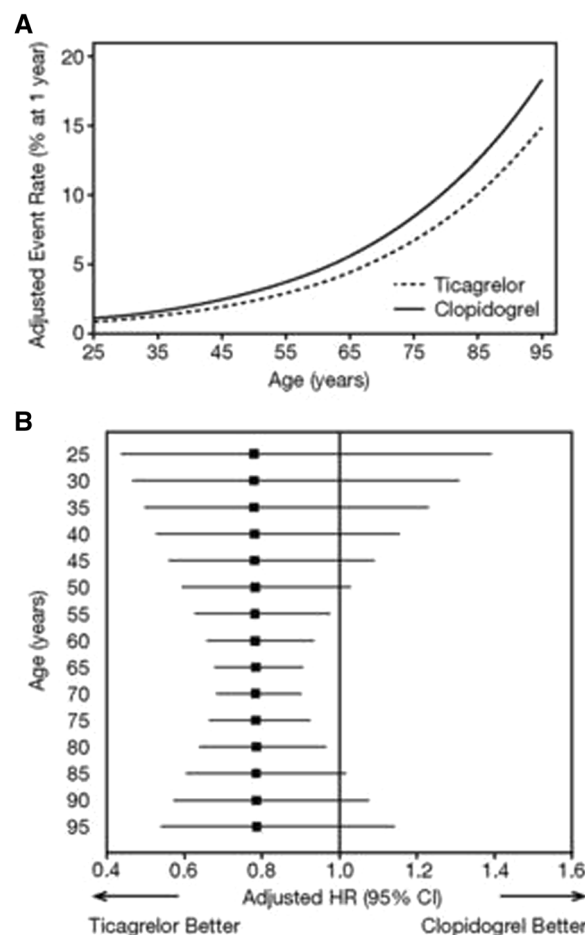 A
Adjusted Event Rate (% at 1 year)
20
15
10
5
0
Ticagrelor
Clopidogrel
25 35 45 55 65 75 85 95
Age (years)
B
Age (years)
25
30
35
40
45
50
55
60
65
70
75
80
85
90
95
0.4 0.6 0.8 1.0 1.2 1.4 1.6
Adjusted HR (95% CI)
Ticagrelor Better Clopidogrel Better